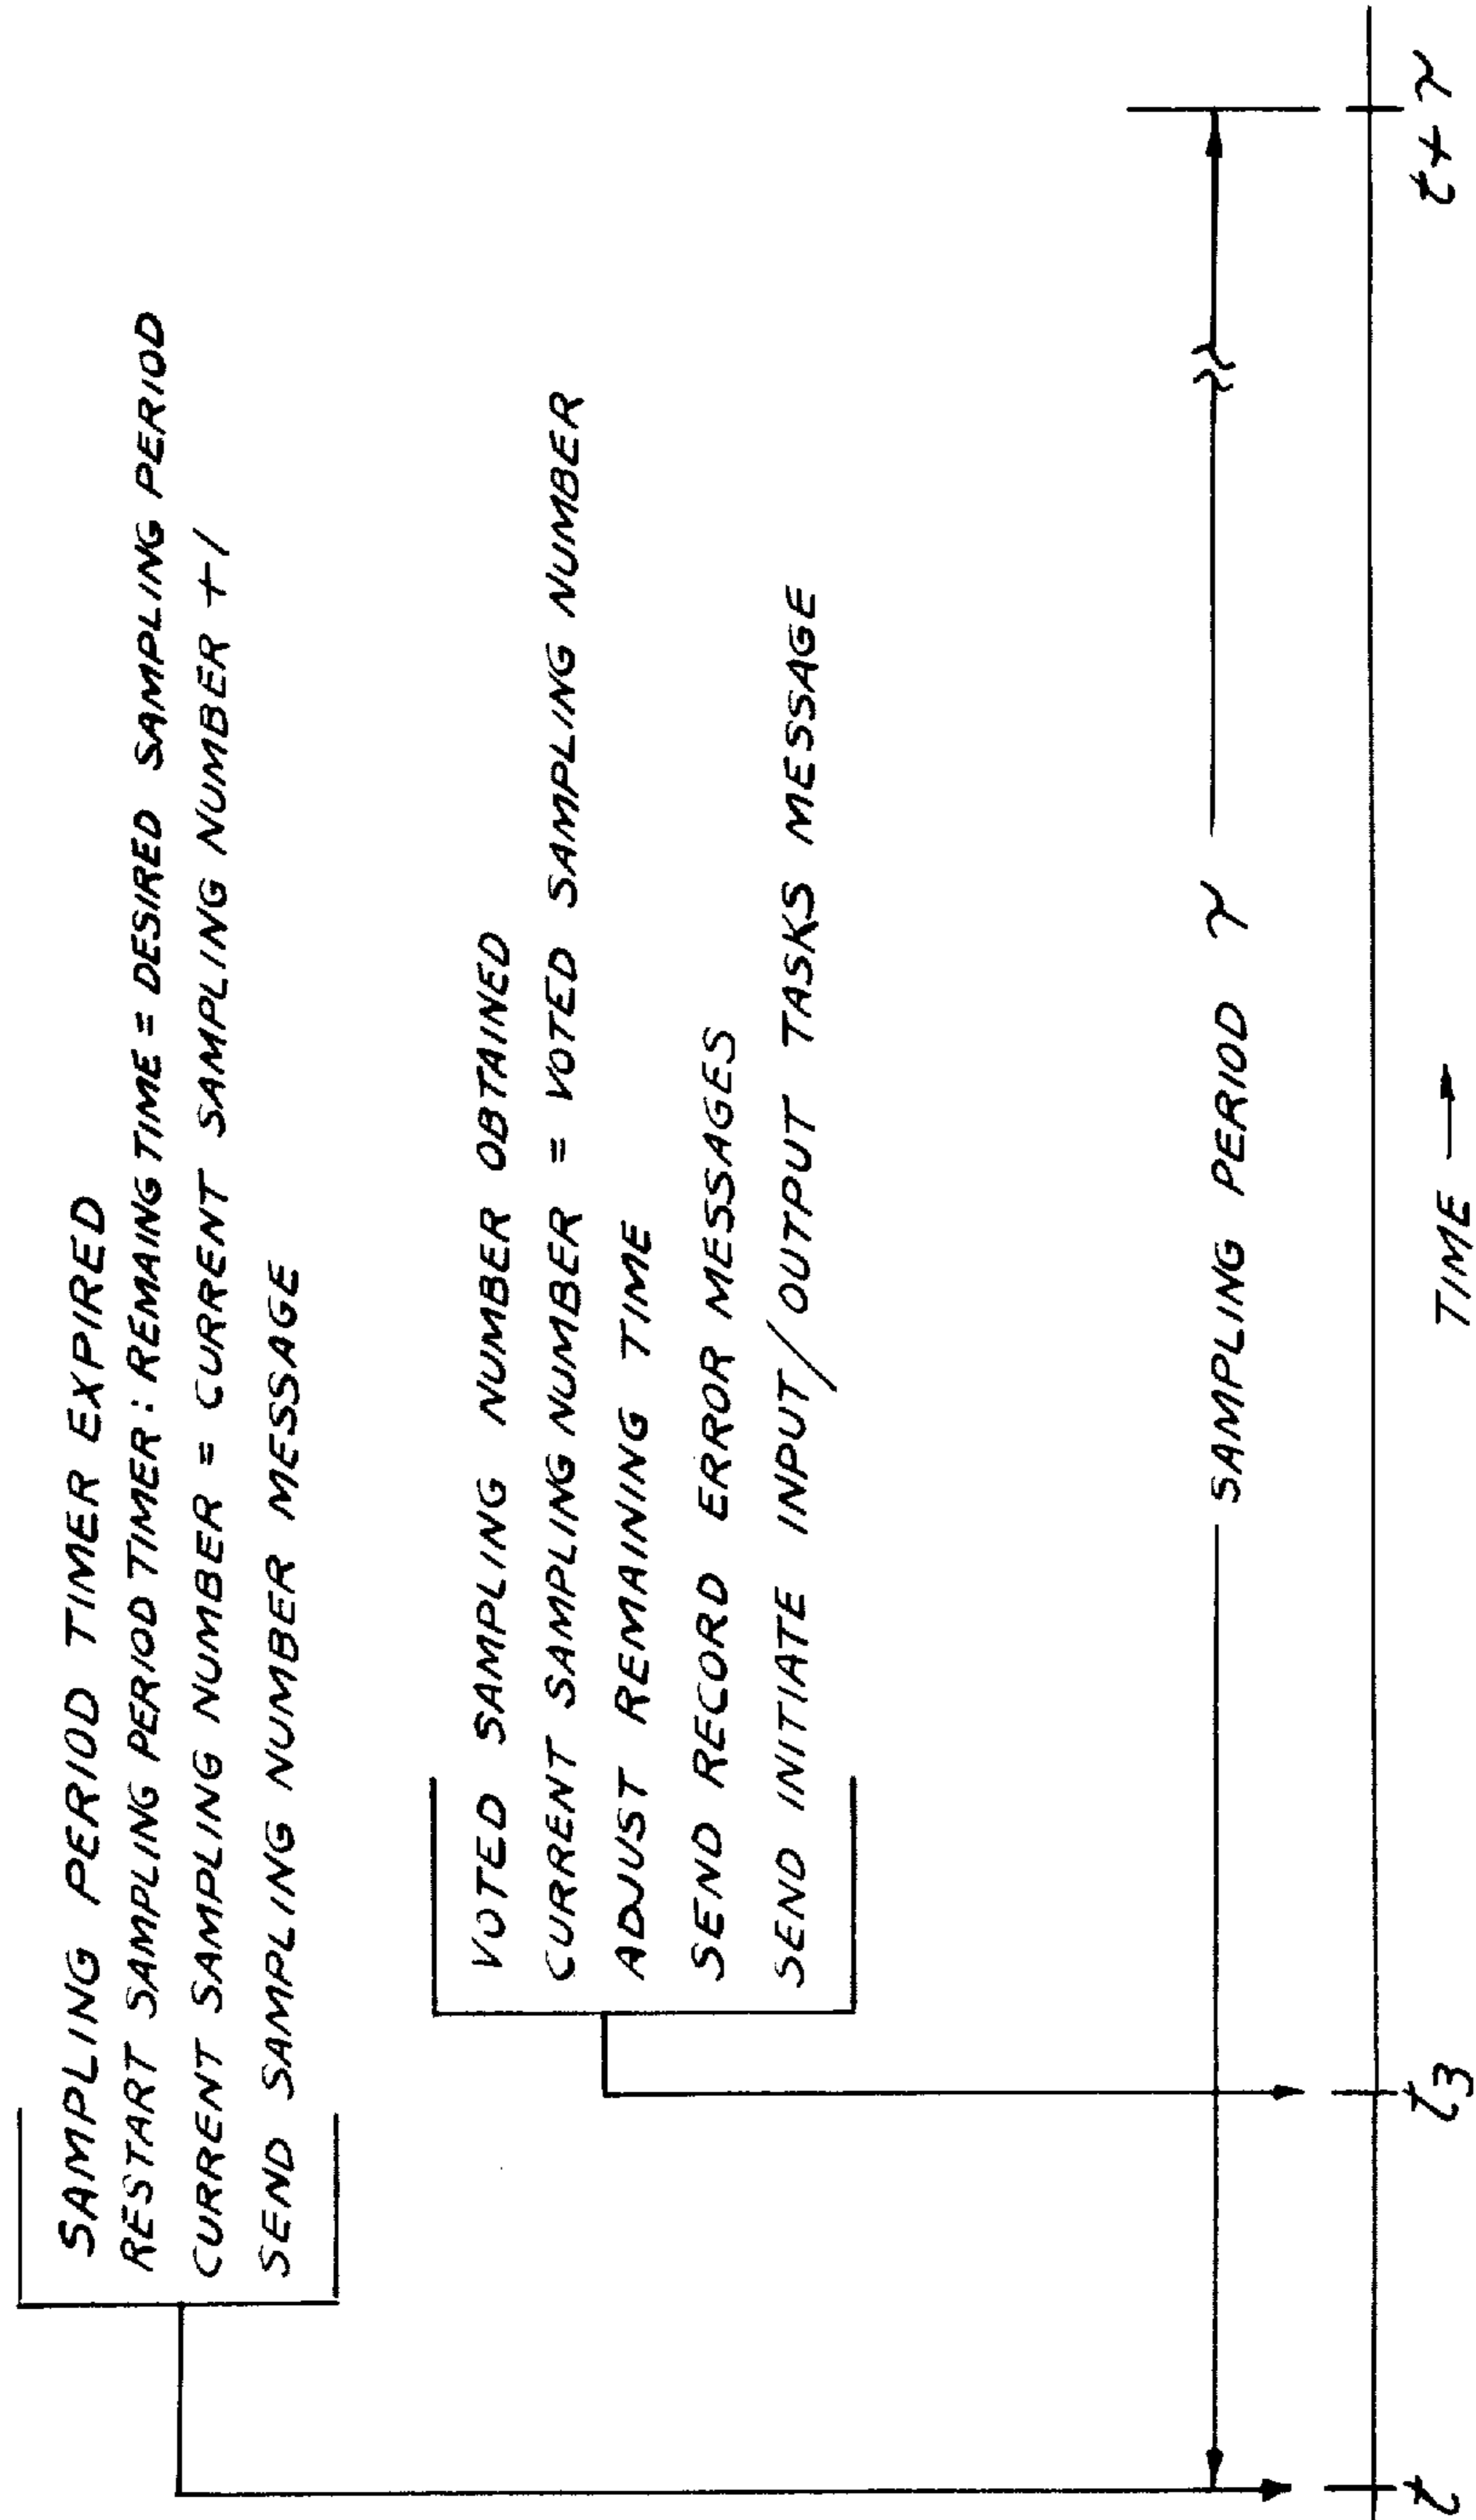 SAMPLING PERIOD TIMER EXPIRED
RESTART SAMPLING PERIOD TIMER: REMAING TIME = DESIRED SAMPLING PERIOD
CURRENT SAMPLING NUMBER = CURRENT SAMPLING NUMBER +1
SEND SAMPLING NUMBER MESSAGE
VOTED SAMPLING NUMBER OBTAINED
CURRENT SAMPLING NUMBER = VOTED SAMPLING NUMBER
ADJUST REMAINING TIME
SEND RECORD ERROR MESSAGES
SEND INITIATE INPUT/OUTPUT TASKS MESSAGE
SAMPLING PERIOD τ
t t3 t+τ
TIME →